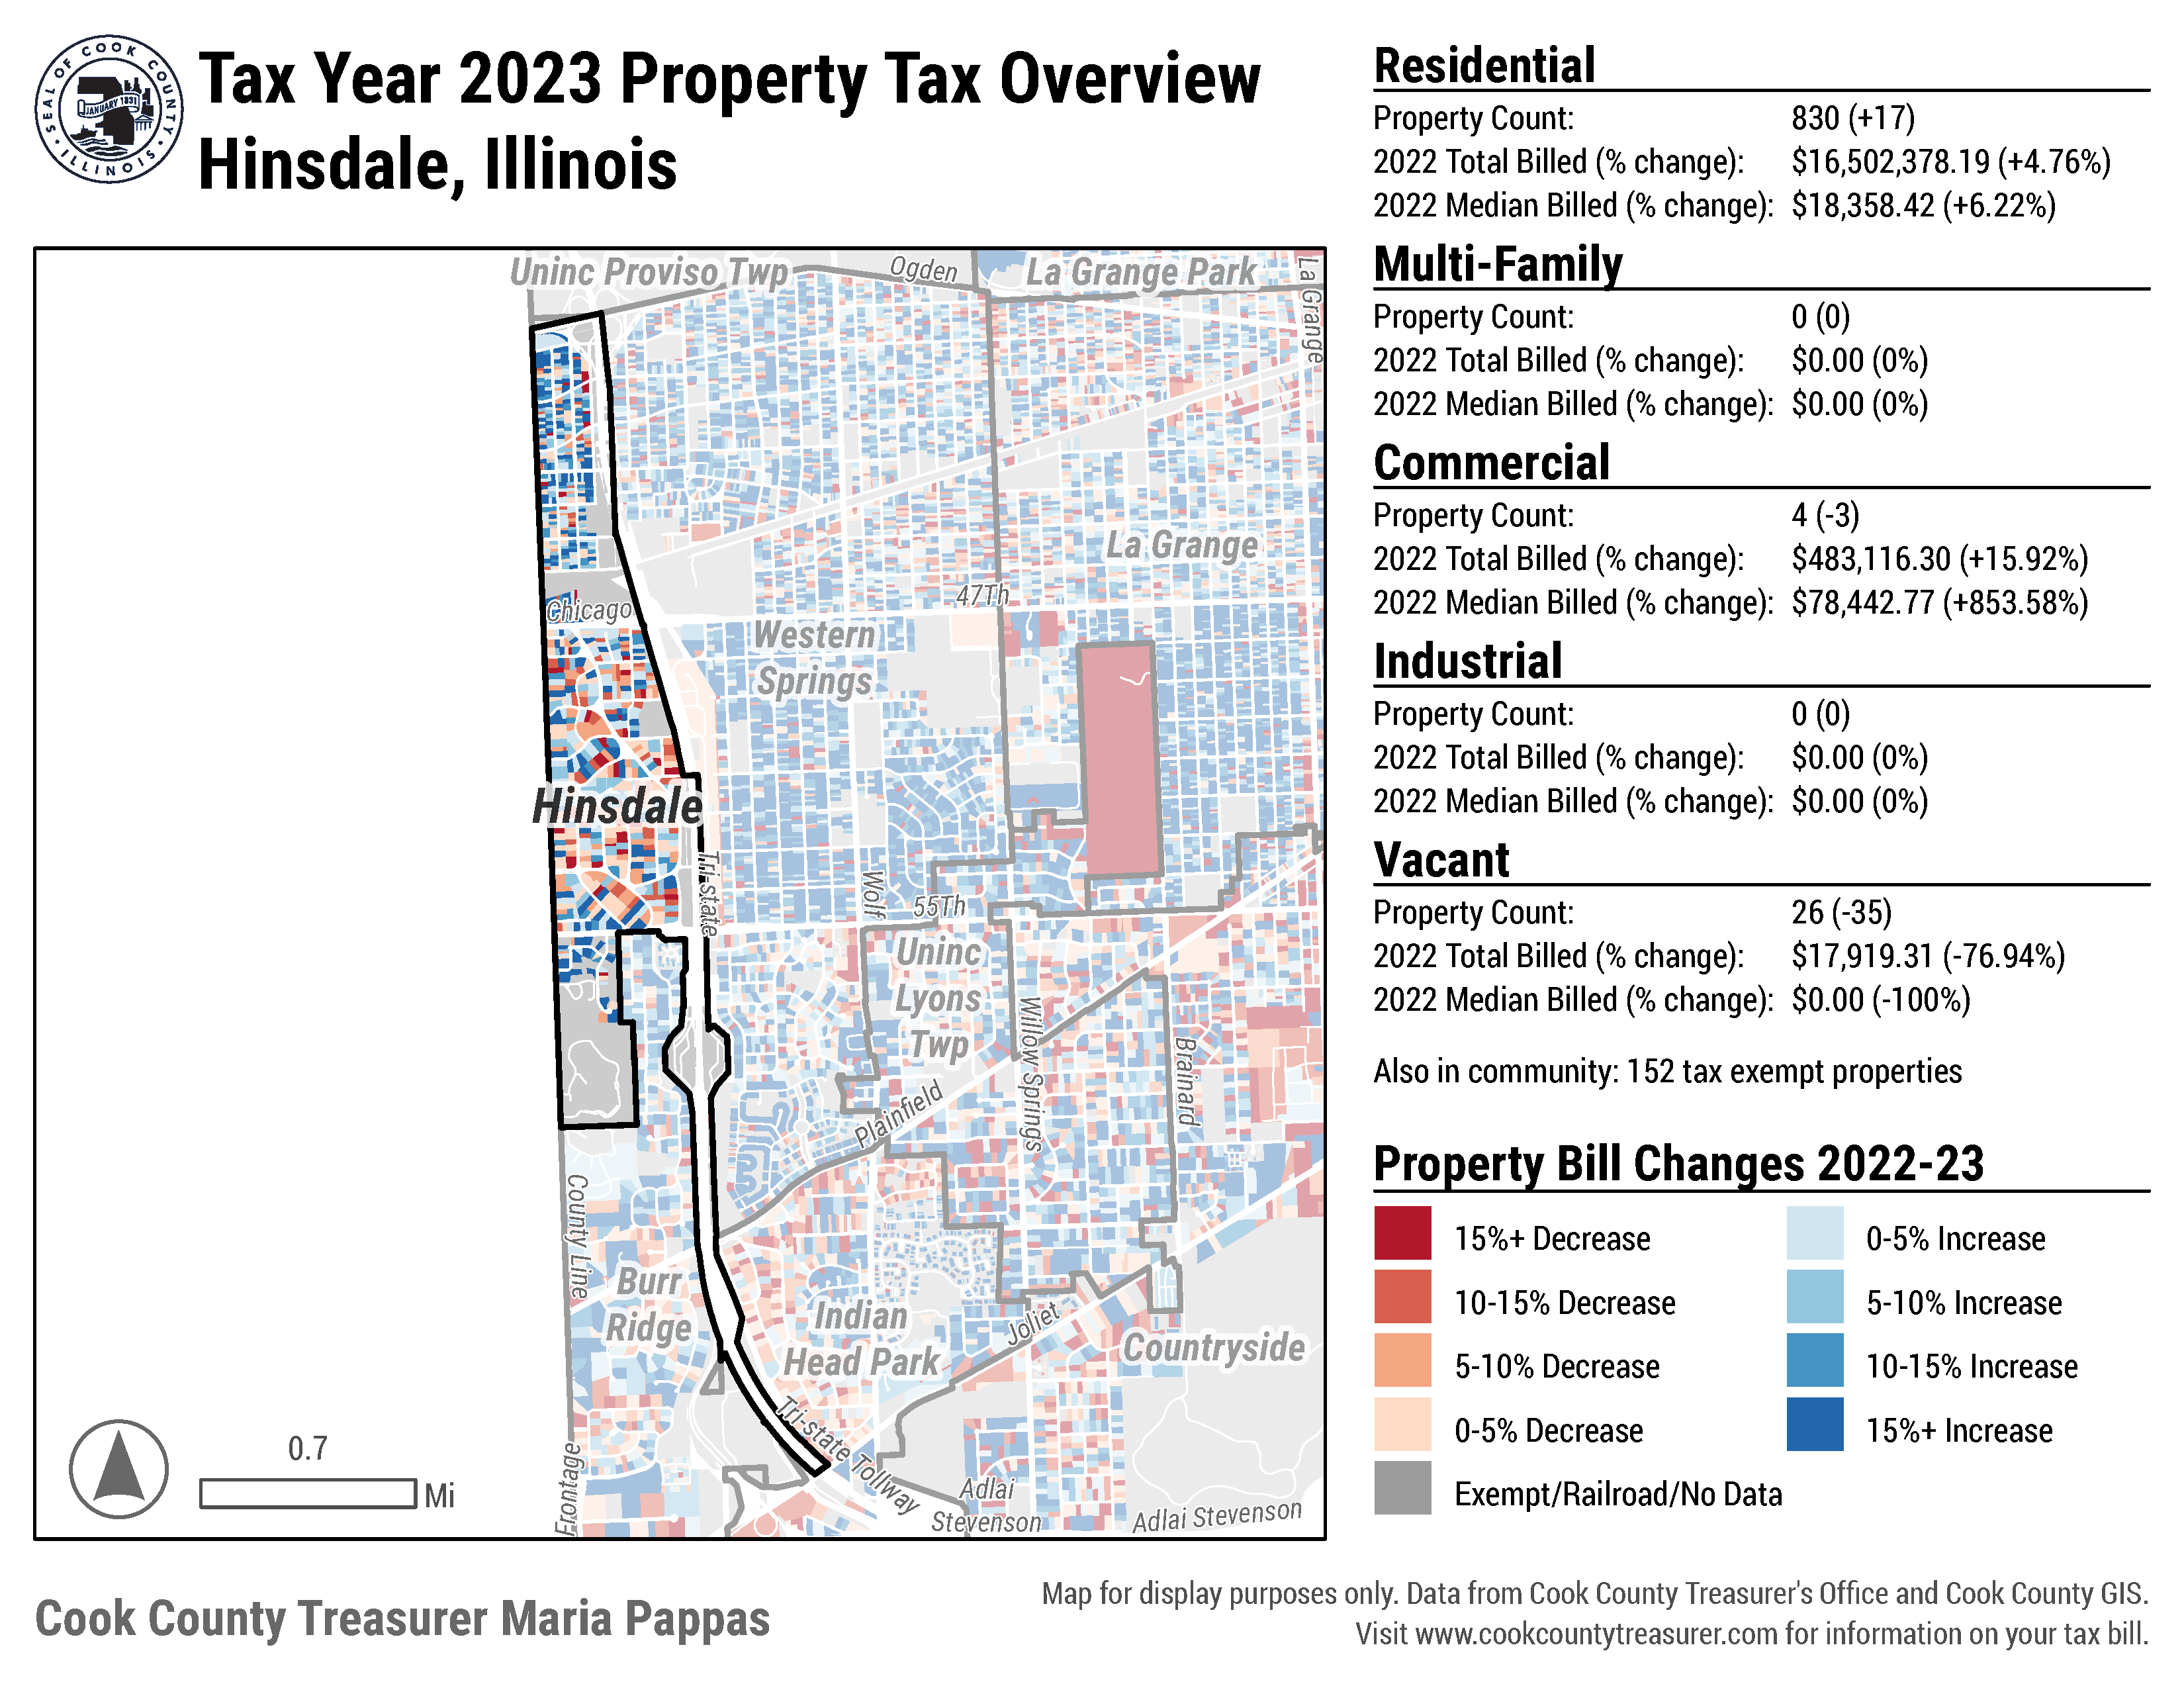 SEAL OF COOK COUNTY
• ILLINOIS •
JANUARY 1831
Tax Year 2023 Property Tax Overview
Hinsdale, Illinois
Uninc Proviso Twp
Ogden
La Grange Park
La Grange
La Grange
Chicago
47Th
Western
Springs
Hinsdale
Tri-state
Wolf
55Th
Uninc
Lyons
Twp
Willow Springs
Brainard
Plainfield
County Line
Burr
Ridge
Indian
Head Park
Joliet
Countryside
Tri-state Tollway
Frontage
Adlai
Stevenson
Adlai Stevenson
0.7
Mi
Residential
Property Count: 830 (+17)
2022 Total Billed (% change): $16,502,378.19 (+4.76%)
2022 Median Billed (% change): $18,358.42 (+6.22%)
Multi-Family
Property Count: 0 (0)
2022 Total Billed (% change): $0.00 (0%)
2022 Median Billed (% change): $0.00 (0%)
Commercial
Property Count: 4 (-3)
2022 Total Billed (% change): $483,116.30 (+15.92%)
2022 Median Billed (% change): $78,442.77 (+853.58%)
Industrial
Property Count: 0 (0)
2022 Total Billed (% change): $0.00 (0%)
2022 Median Billed (% change): $0.00 (0%)
Vacant
Property Count: 26 (-35)
2022 Total Billed (% change): $17,919.31 (-76.94%)
2022 Median Billed (% change): $0.00 (-100%)
Also in community: 152 tax exempt properties
Property Bill Changes 2022-23
15%+ Decrease
10-15% Decrease
5-10% Decrease
0-5% Decrease
Exempt/Railroad/No Data
0-5% Increase
5-10% Increase
10-15% Increase
15%+ Increase
Cook County Treasurer Maria Pappas
Map for display purposes only. Data from Cook County Treasurer's Office and Cook County GIS.
Visit www.cookcountytreasurer.com for information on your tax bill.